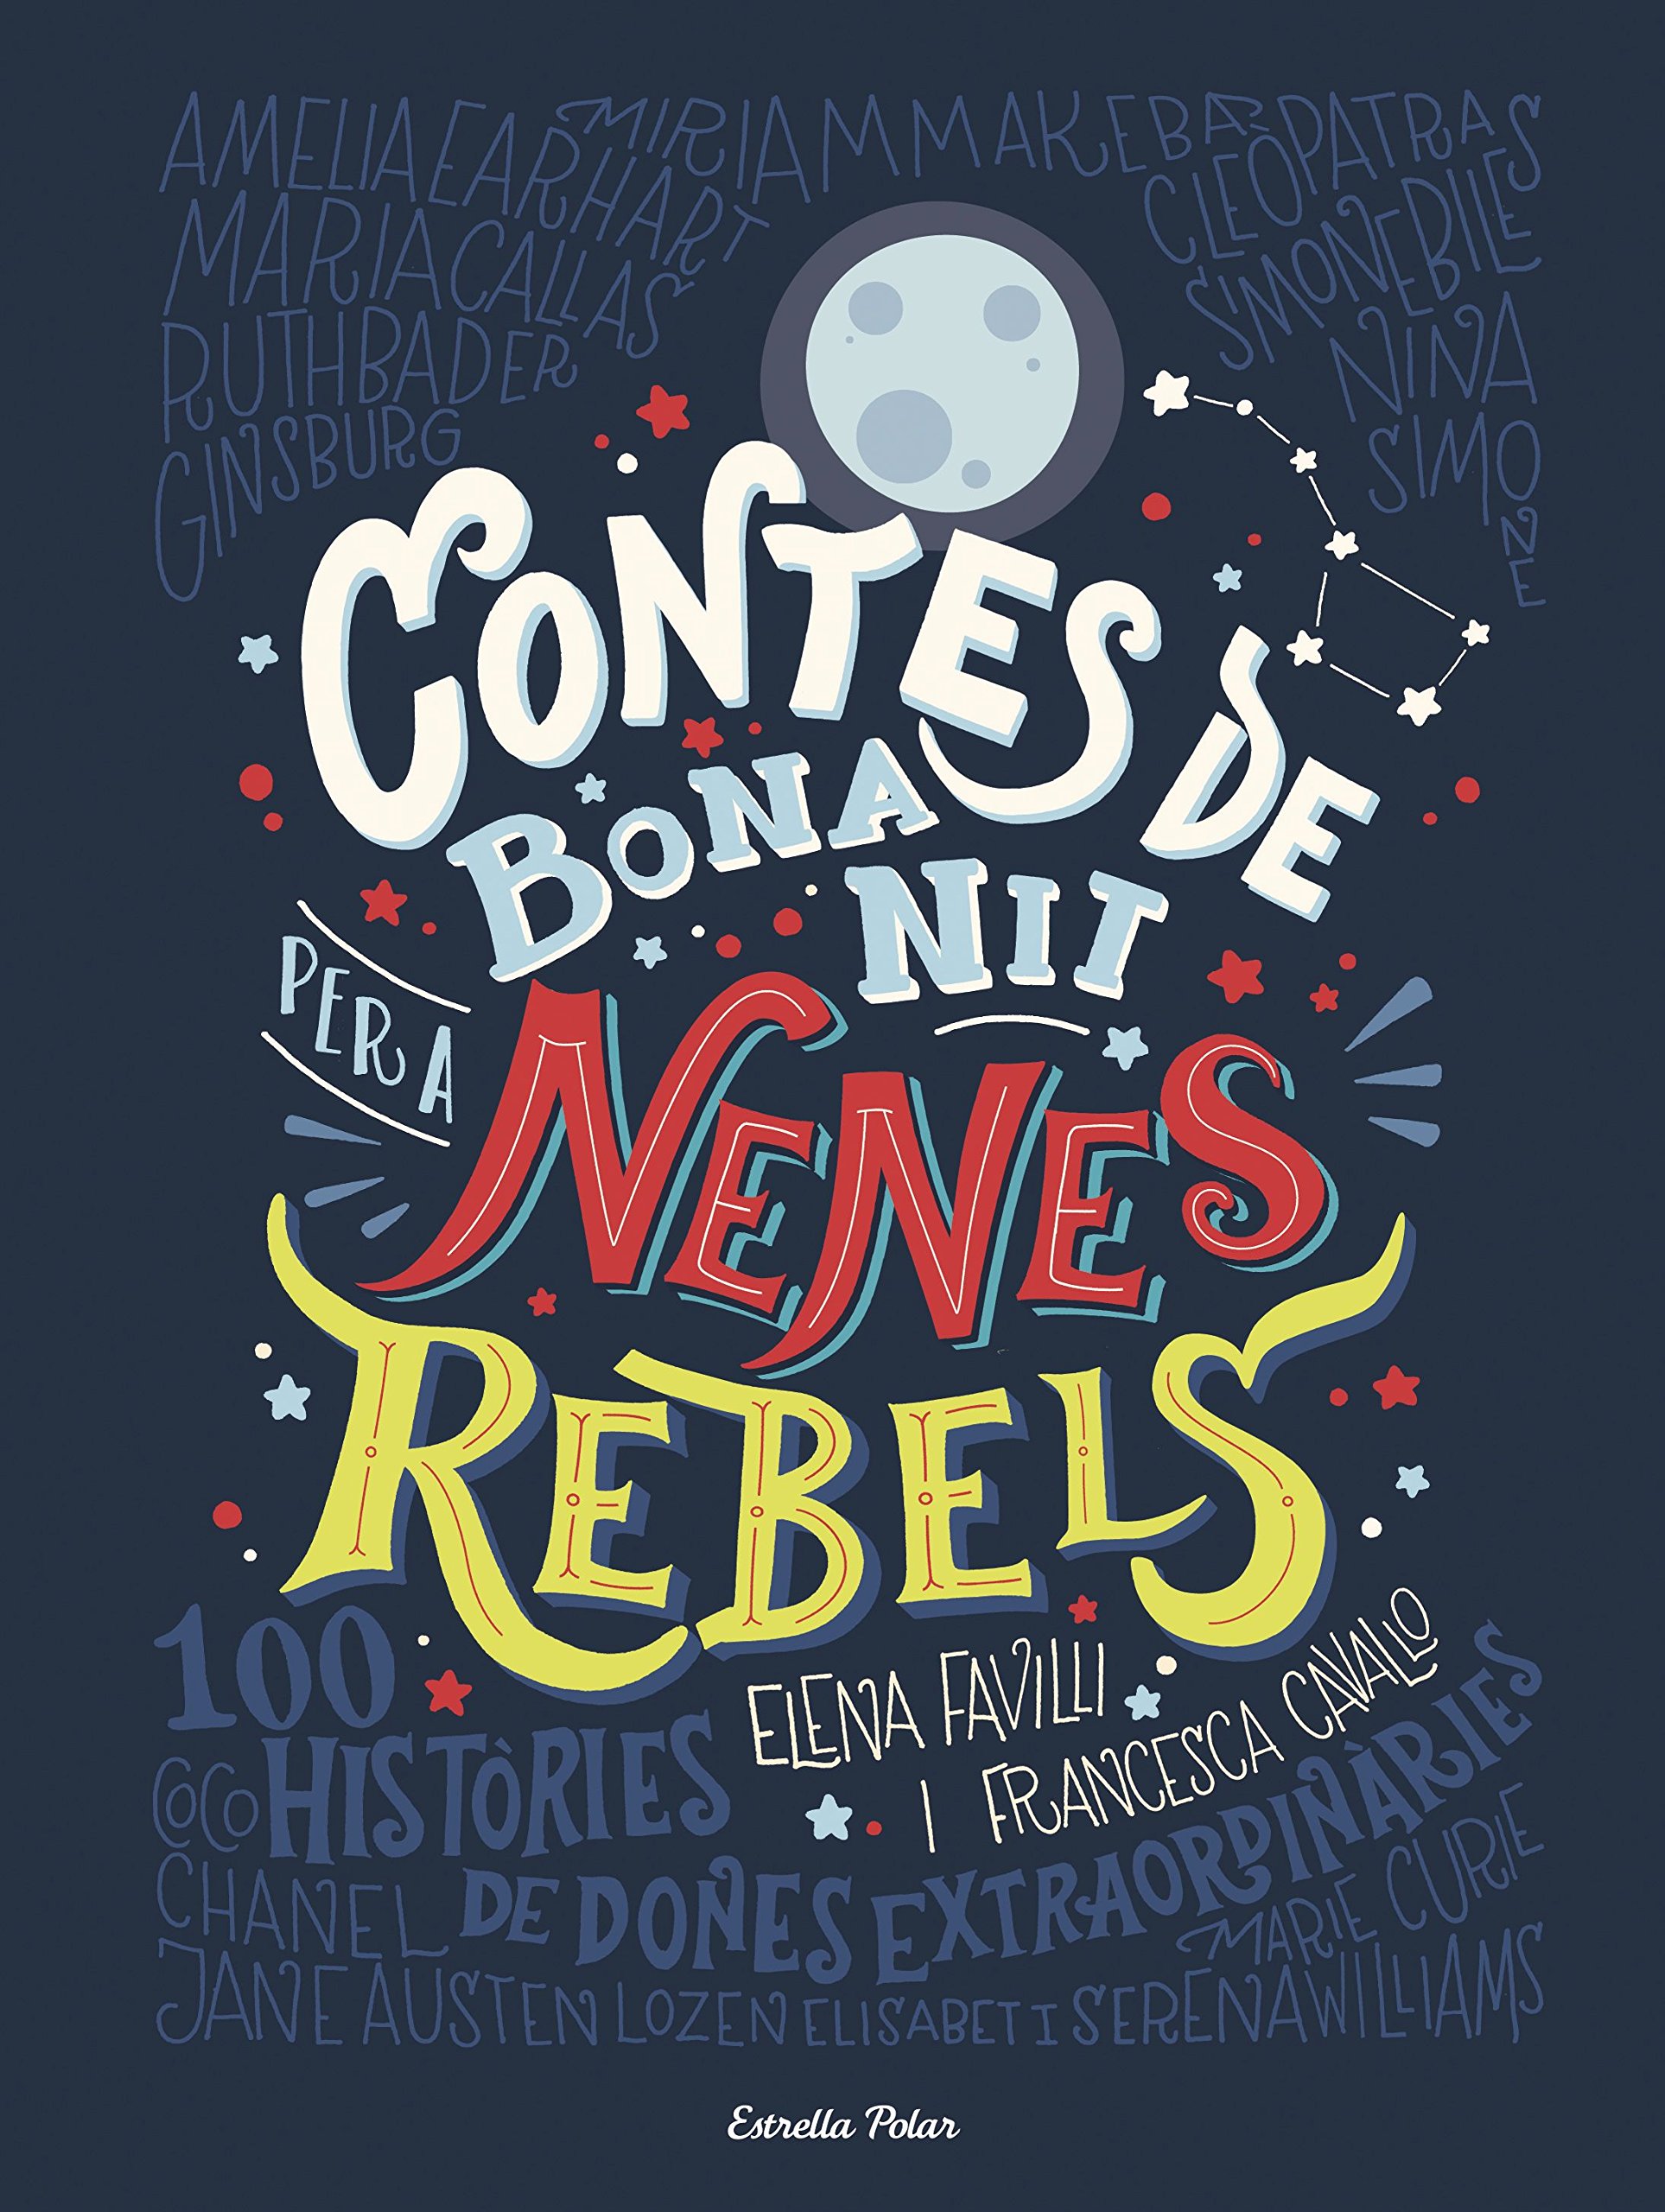 AMELIA EARHART
MIRIAM MAKEBA
CLEOPATRA
SIMONE BILES
MARIA CALLAS
RUTH BADER
GINSBURG
NINA
SIMONE
CONTES DE
BONA
NIT
PER A
NENES
REBELS
ELENA FAVILLI
I FRANCESCA CAVALLO
100
HISTÒRIES
DE DONES EXTRAORDINÀRIES
COCO
CHANEL
MARIE CURIE
JANE AUSTEN LOZEN ELISABET I SERENA WILLIAMS
Estrella Polar